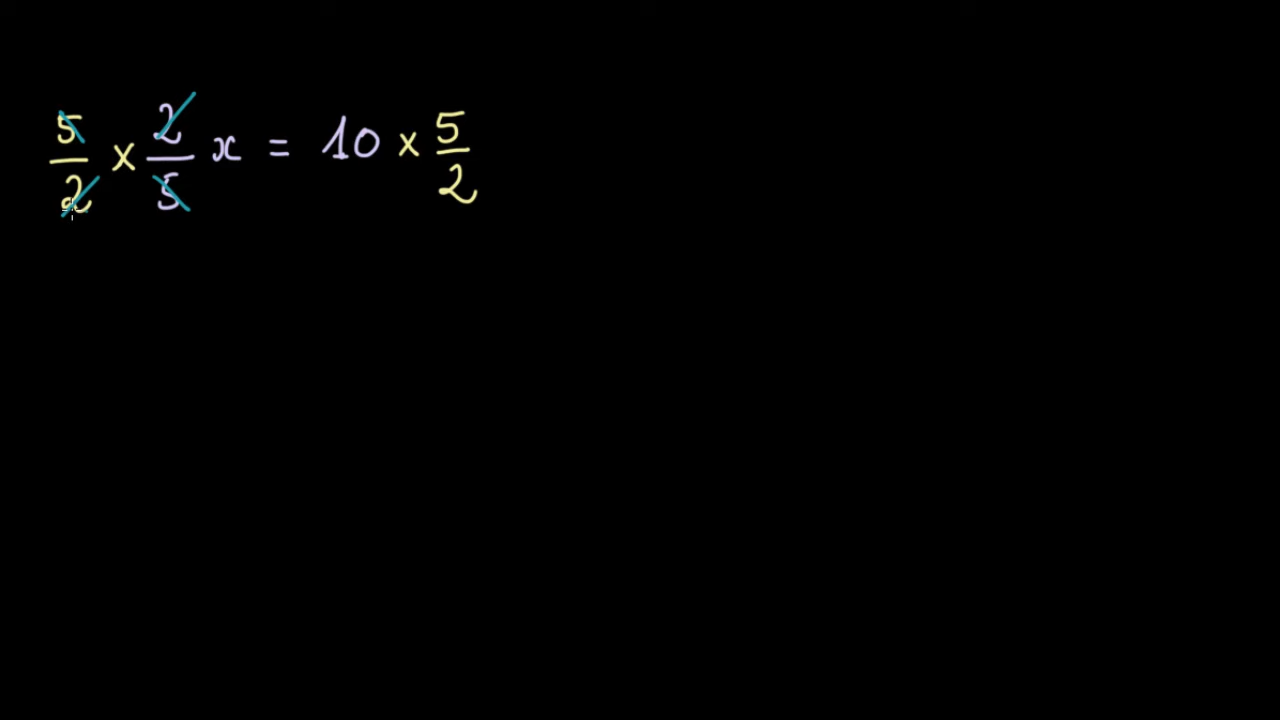 5/2 × 2/5 x = 10 × 5/2